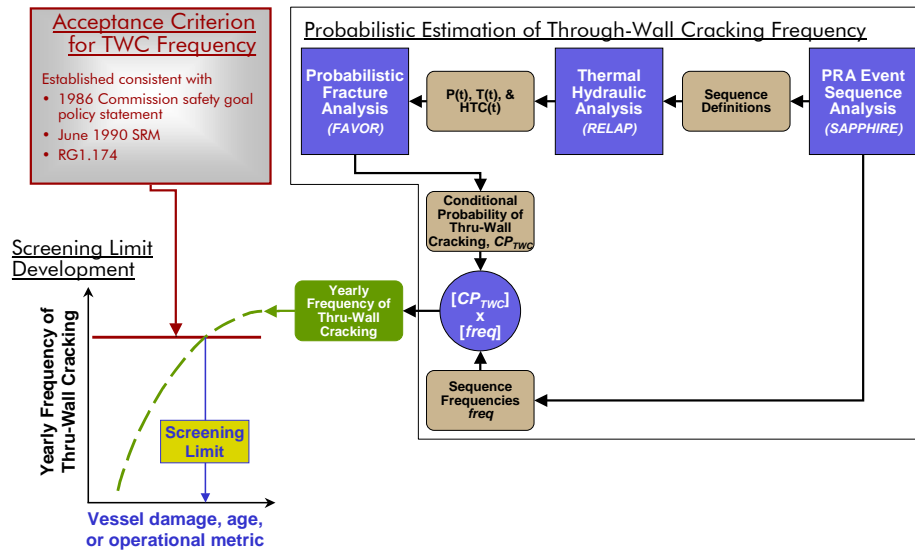 Acceptance Criterion
for TWC Frequency
Established consistent with
• 1986 Commission safety goal
policy statement
• June 1990 SRM
• RG1.174
Probabilistic Estimation of Through-Wall Cracking Frequency
Probabilistic
Fracture
Analysis
(FAVOR)
P(t), T(t), &
HTC(t)
Thermal
Hydraulic
Analysis
(RELAP)
Sequence
Definitions
PRA Event
Sequence
Analysis
(SAPPHIRE)
Conditional
Probability of
Thru-Wall
Cracking, CPTWC
[CPTWC]
x
[freq]
Yearly
Frequency of
Thru-Wall
Cracking
Sequence
Frequencies
freq
Screening Limit
Development
Yearly Frequency of
Thru-Wall Cracking
Screening
Limit
Vessel damage, age,
or operational metric